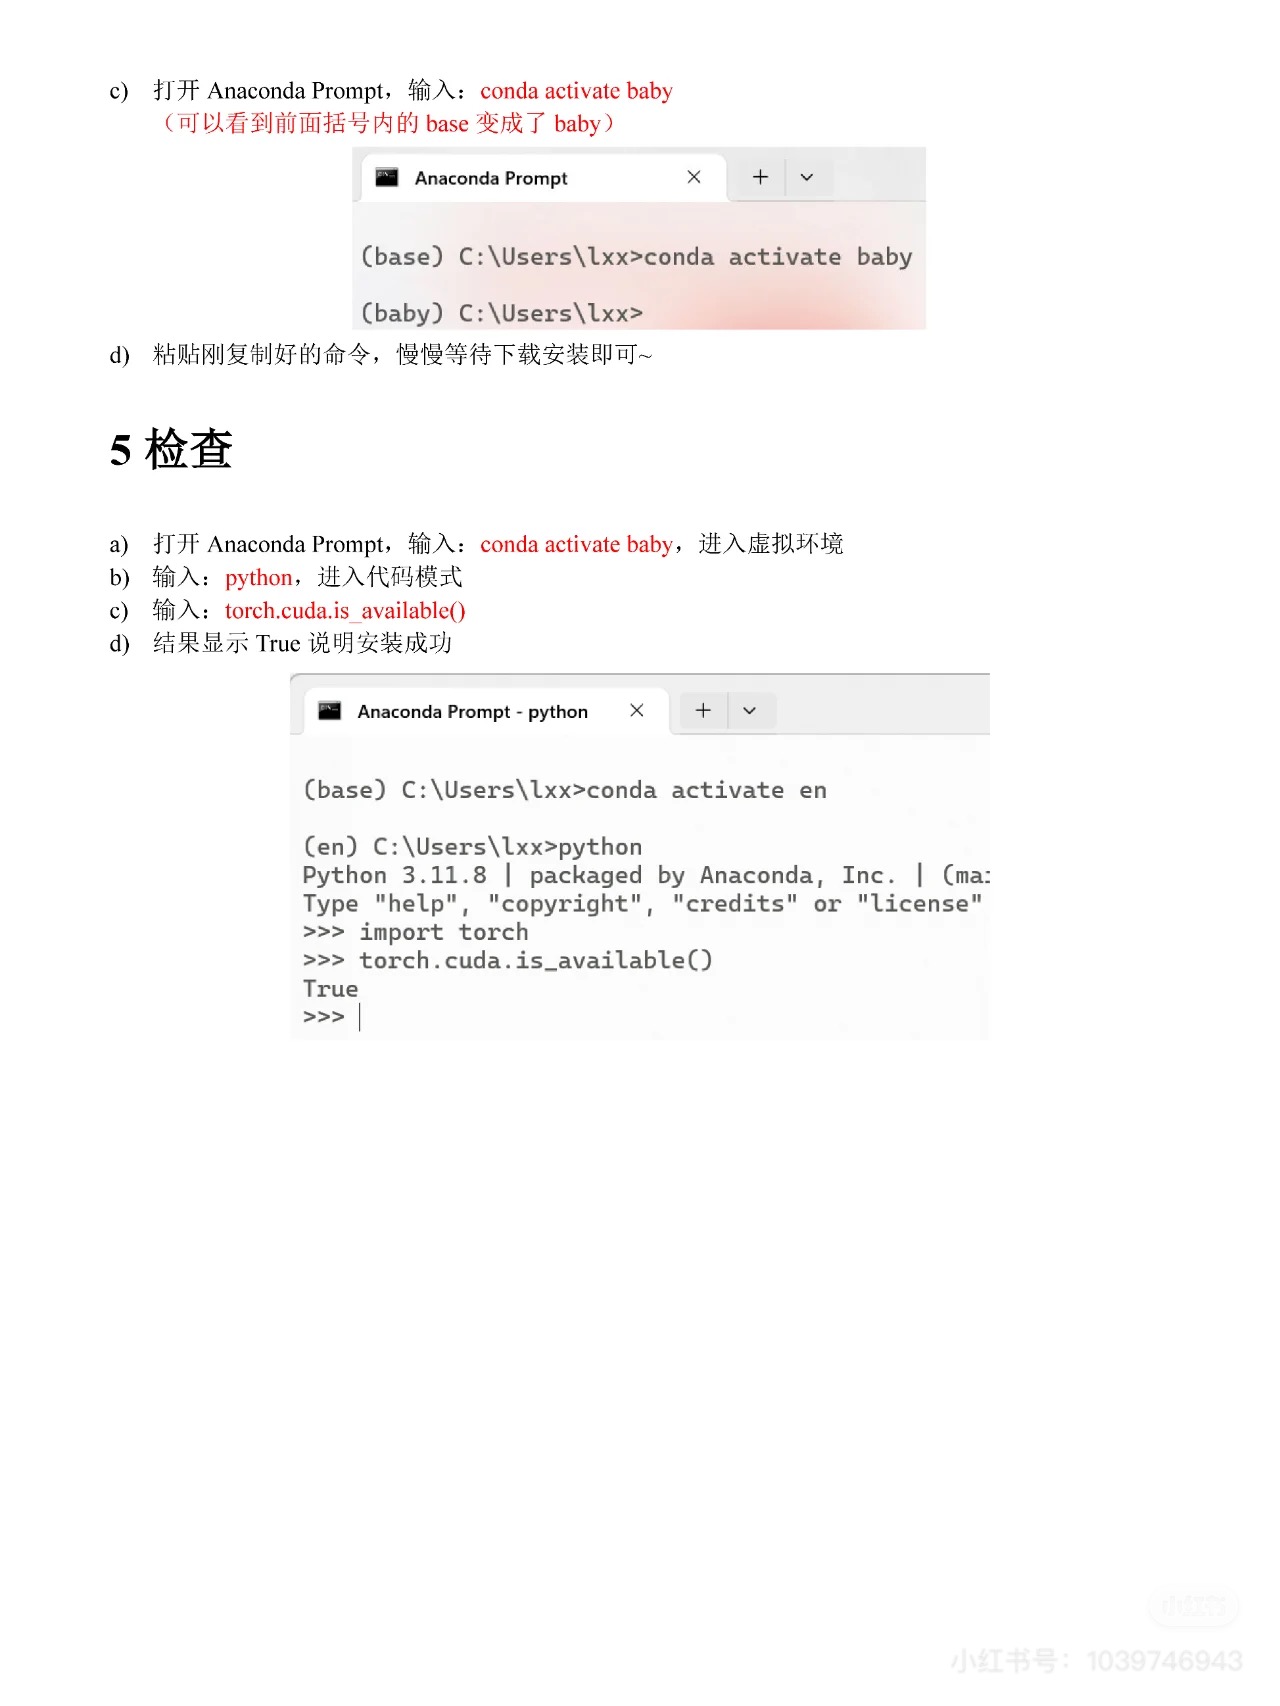 c) 打开 Anaconda Prompt，输入：conda activate baby
（可以看到前面括号内的 base 变成了 baby）
Anaconda Prompt
(base) C:\Users\lxx>conda activate baby
(baby) C:\Users\lxx>
d) 粘贴刚复制好的命令，慢慢等待下载安装即可~
5 检查
a) 打开 Anaconda Prompt，输入：conda activate baby，进入虚拟环境
b) 输入：python，进入代码模式
c) 输入：torch.cuda.is_available()
d) 结果显示 True 说明安装成功
Anaconda Prompt - python
(base) C:\Users\lxx>conda activate en
(en) C:\Users\lxx>python
Python 3.11.8 | packaged by Anaconda, Inc. | (mai
Type "help", "copyright", "credits" or "license"
>>> import torch
>>> torch.cuda.is_available()
True
>>>
小红书
小红书号：1039746943